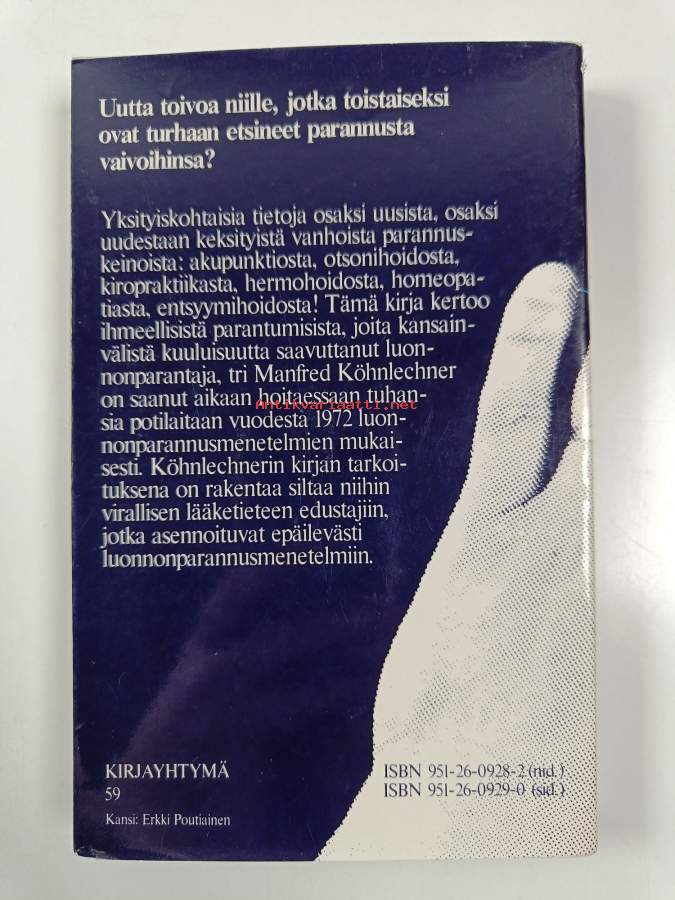 Uutta toivoa niille, jotka toistaiseksi
ovat turhaan etsineet parannusta
vaivoihinsa?
Yksityiskohtaisia tietoja osaksi uusista, osaksi
uudestaan keksityistä vanhoista parannus-
keinoista: akupunktiosta, otsonihoidosta,
kiropraktiikasta, hermohoidosta, homeopa-
tiasta, entsyymihoidosta! Tämä kirja kertoo
ihmeellisistä parantumisista, joita kansain-
välistä kuuluisuutta saavuttanut luon-
nonparantaja, tri Manfred Köhnlechner
on saanut aikaan hoitaessaan tuhan-
Antikvariaatti.net
sia potilaitaan vuodesta 1972 luon-
nonparannusmenetelmien mukai-
sesti. Köhnlechnerin kirjan tarkoi-
tuksena on rakentaa siltaa niihin
virallisen lääketieteen edustajiin,
jotka asennoituvat epäilevästi
luonnonparannusmenetelmiin.
KIRJAYHTYMÄ
59
Kansi: Erkki Poutiainen
ISBN 951-26-0928-2 (nid.)
ISBN 951-26-0929-0 (sid.)